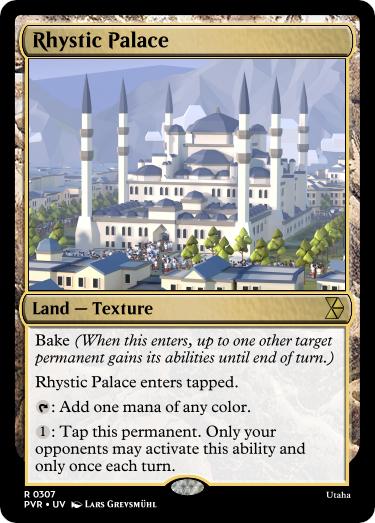 Rhystic Palace
Land — Texture
Bake (When this enters, up to one other target
permanent gains its abilities until end of turn.)
Rhystic Palace enters tapped.
: Add one mana of any color.
1: Tap this permanent. Only your
opponents may activate this ability and
only once each turn.
R 0307
PVR • UV Lars Greysmühl
Utaha